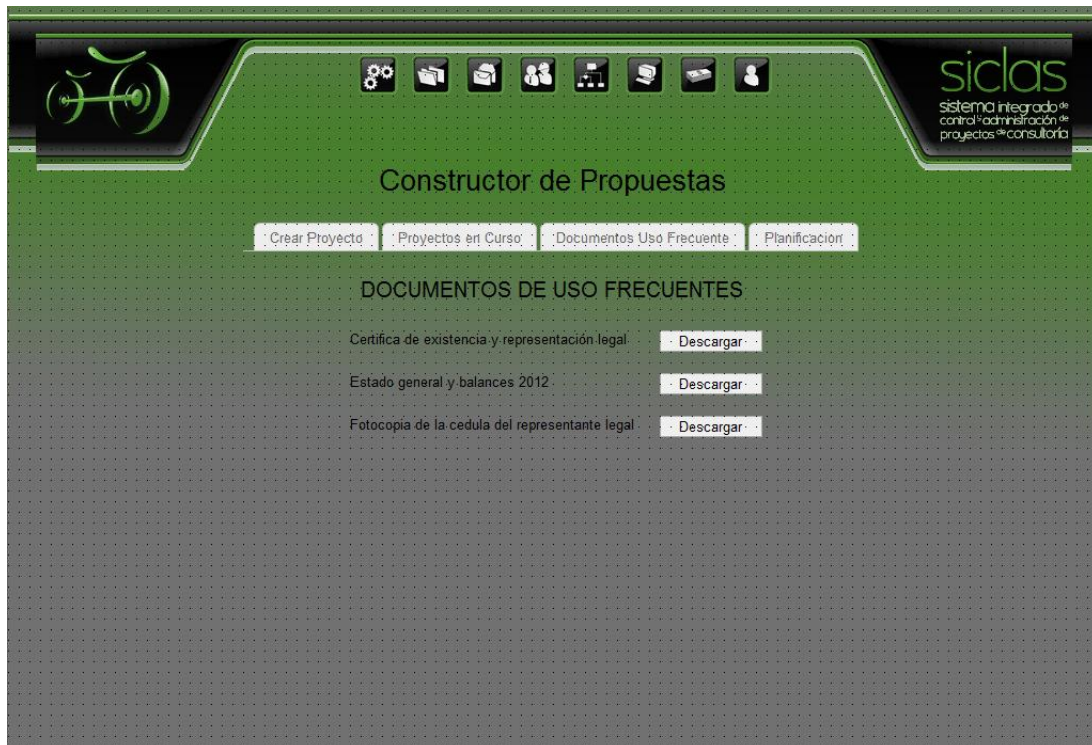 siclas
sistema integrado de
control y administración de
proyectos de consultoría
Constructor de Propuestas
Crear Proyecto
Proyectos en Curso
Documentos Uso Frecuente
Planificación
DOCUMENTOS DE USO FRECUENTES
Certifica de existencia y representación legal
Descargar
Estado general y balances 2012
Descargar
Fotocopia de la cedula del representante legal
Descargar